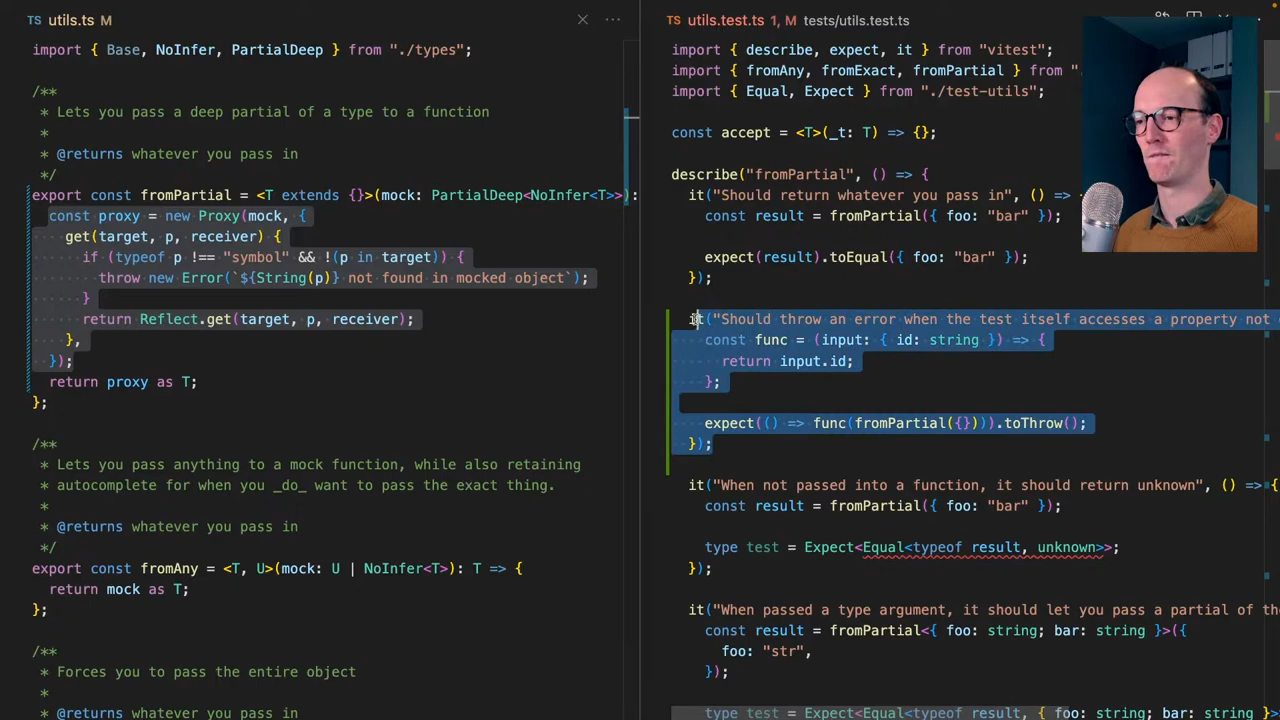 TS utils.ts M
import { Base, NoInfer, PartialDeep } from "./types";
/**
* Lets you pass a deep partial of a type to a function
*
* @returns whatever you pass in
*/
export const fromPartial = <T extends {}>(mock: PartialDeep<NoInfer<T>>):
const proxy = new Proxy(mock, {
get(target, p, receiver) {
if (typeof p !== "symbol" && !(p in target)) {
throw new Error(`${String(p)} not found in mocked object`);
}
return Reflect.get(target, p, receiver);
},
});
return proxy as T;
};
/**
* Lets you pass anything to a mock function, while also retaining
* autocomplete for when you _do_ want to pass the exact thing.
*
* @returns whatever you pass in
*/
export const fromAny = <T, U>(mock: U | NoInfer<T>): T => {
return mock as T;
};
/**
* Forces you to pass the entire object
*
* @returns whatever you pass in
TS utils.test.ts 1, M tests/utils.test.ts
import { describe, expect, it } from "vitest";
import { fromAny, fromExact, fromPartial } from "
import { Equal, Expect } from "./test-utils";
const accept = <T>(_t: T) => {};
describe("fromPartial", () => {
it("Should return whatever you pass in", () =>
const result = fromPartial({ foo: "bar" });
expect(result).toEqual({ foo: "bar" });
});
it("Should throw an error when the test itself accesses a property not
const func = (input: { id: string }) => {
return input.id;
};
expect(() => func(fromPartial({}))).toThrow();
});
it("When not passed into a function, it should return unknown", () => {
const result = fromPartial({ foo: "bar" });
type test = Expect<Equal<typeof result, unknown>>;
});
it("When passed a type argument, it should let you pass a partial of the
const result = fromPartial<{ foo: string; bar: string }>({
foo: "str",
});
type test = Expect<Equal<typeof result, { foo: string; bar: string }>